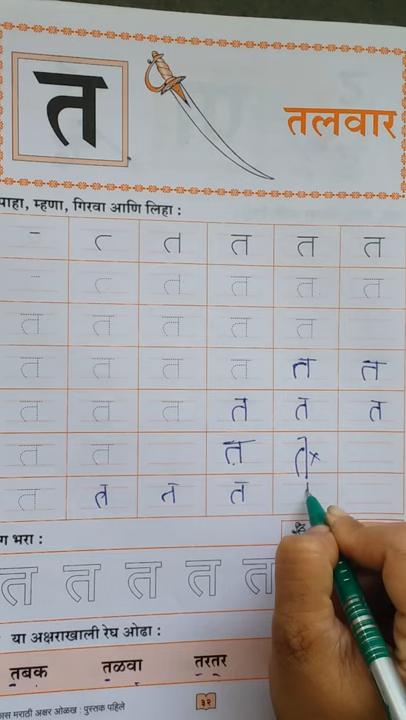 त तलवार
पाहा, म्हणा, गिरवा आणि लिहा :
त त त त
त त त त त
त त त त त
त त त त त त
त त त त त त
त त त
त त त त
भरा :
त त त त त
या अक्षराखाली रेघ ओढा :
तबक तळवा तरतर
मराठी अक्षर ओळख : पुस्तक पहिले ३२